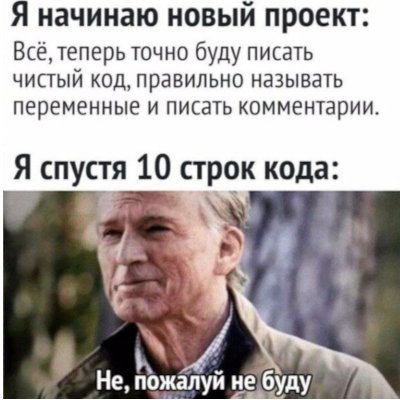 Я начинаю новый проект:
Всё, теперь точно буду писать
чистый код, правильно называть
переменные и писать комментарии.
Я спустя 10 строк кода:
Не, пожалуй не буду